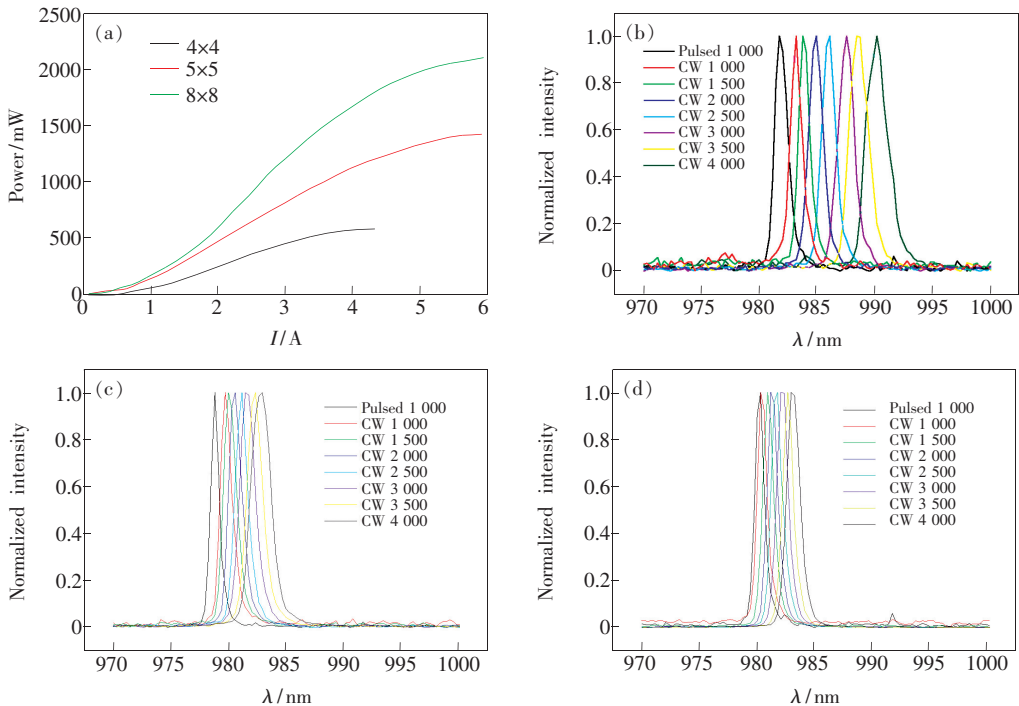 (a)
2500
2000
1500
1000
500
0
Power/mW
4×4
5×5
8×8
0 1 2 3 4 5 6
I/A
(b)
1.0
0.8
0.6
0.4
0.2
0
Normalized intensity
Pulsed 1 000
CW 1 000
CW 1 500
CW 2 000
CW 2 500
CW 3 000
CW 3 500
CW 4 000
970 975 980 985 990 995 1000
λ/nm
(c)
1.0
0.8
0.6
0.4
0.2
0
Normalized intensity
Pulsed 1 000
CW 1 000
CW 1 500
CW 2 000
CW 2 500
CW 3 000
CW 3 500
CW 4 000
970 975 980 985 990 995 1000
λ/nm
(d)
1.0
0.8
0.6
0.4
0.2
0
Normalized intensity
Pulsed 1 000
CW 1 000
CW 1 500
CW 2 000
CW 2 500
CW 3 000
CW 3 500
CW 4 000
970 975 980 985 990 995 1000
λ/nm